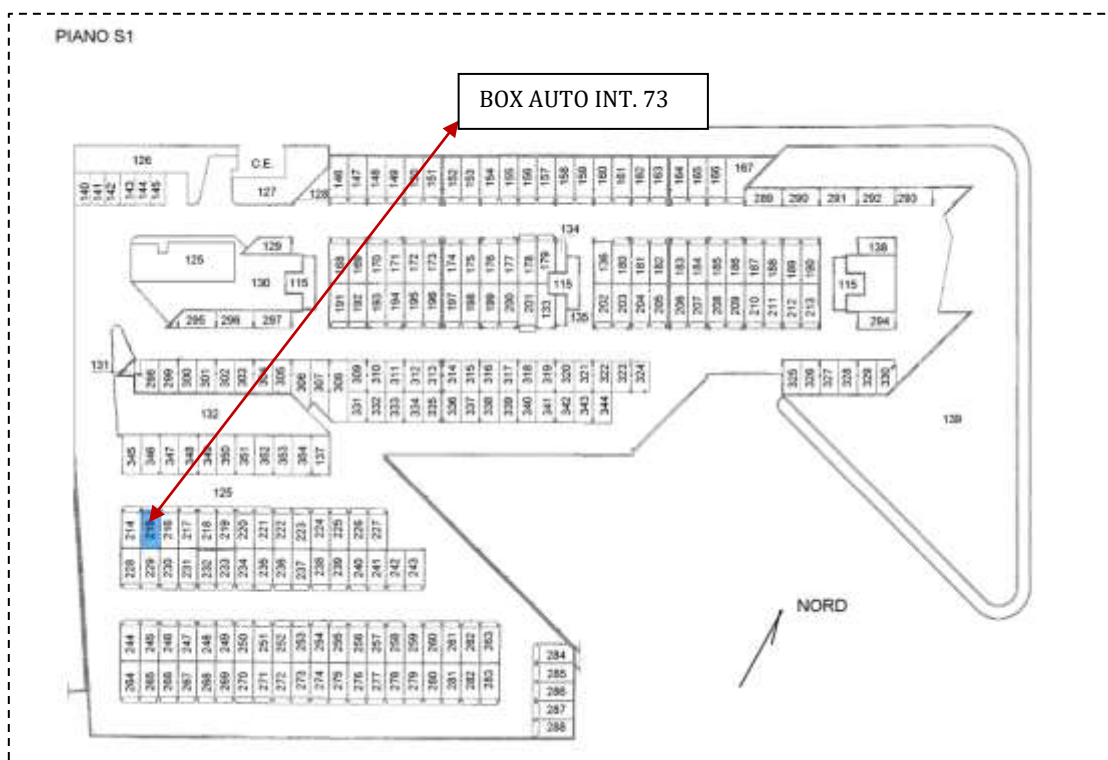 PIANO S1
BOX AUTO INT. 73
126 C.E. 167
140 141 142 143 144 145 127 128 146 147 148 149 150 151 152 153 154 155 156 157 158 159 160 161 162 163 164 165 166
289 290 291 292 293
134
129 168 169 170 171 172 173 174 175 176 177 178 179 136 180 181 182 183 184 185 186 187 188 189 190 138
125 130 115 115 115
191 192 193 194 195 196 197 198 199 200 201 133 135 202 203 204 205 206 207 208 209 210 211 212 213
295 296 297 294
131 298 299 300 301 302 303 304 305 306 307 308 309 310 311 312 313 314 315 316 317 318 319 320 321 322 323 324 325 326 327 328 329 330
132 331 332 333 334 335 336 337 338 339 340 341 342 343 344 139
345 346 347 348 349 350 351 352 353 354 137
125
214 215 216 217 218 219 220 221 222 223 224 225 226 227
228 229 230 231 232 233 234 235 236 237 238 239 240 241 242 243
NORD
244 245 246 247 248 249 250 251 252 253 254 255 256 257 258 259 260 261 262 263
264 265 266 267 268 269 270 271 272 273 274 275 276 277 278 279 280 281 282 283
284
285
286
287
288